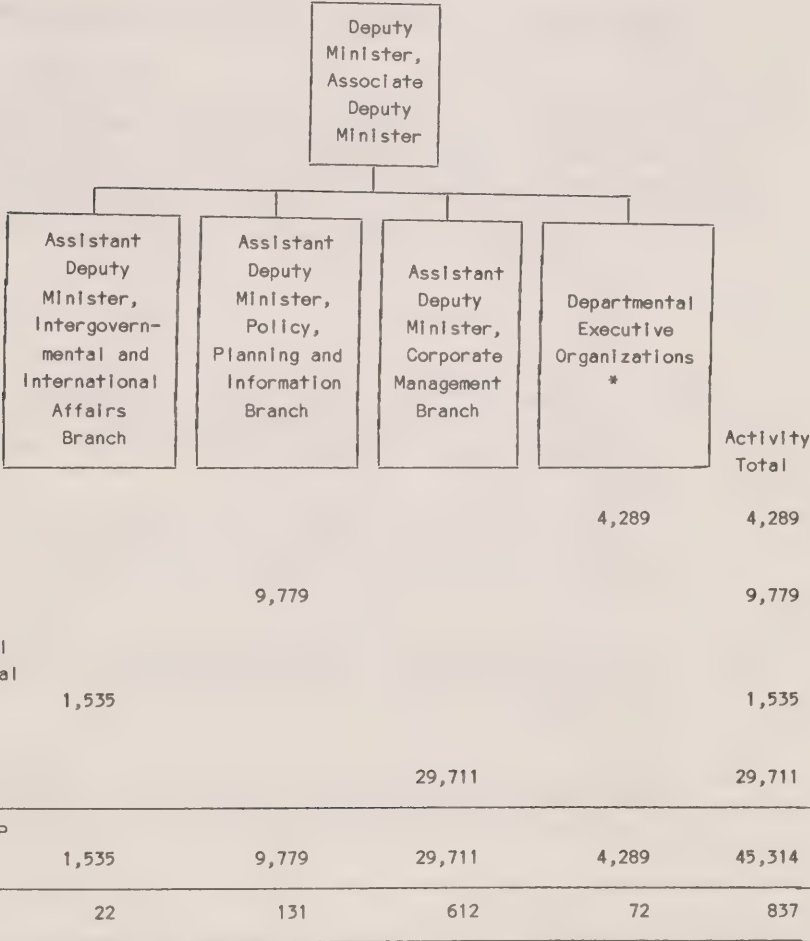 Deputy
Minister,
Associate
Deputy
Minister
Assistant
Deputy
Minister,
Intergovern-
mental and
International
Affairs
Branch
Assistant
Deputy
Minister,
Policy,
Planning and
Information
Branch
Assistant
Deputy
Minister,
Corporate
Management
Branch
Departmental
Executive
Organizations
*
Activity
Total
4,289 4,289
9,779 9,779
l
al
1,535 1,535
29,711 29,711
1,535 9,779 29,711 4,289 45,314
22 131 612 72 837